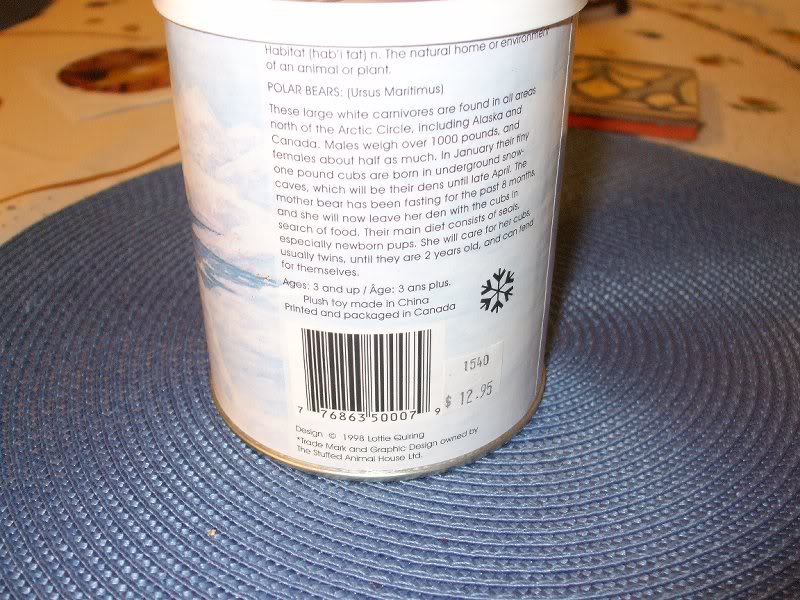 Habitat (hab'i tat) n. The natural home or environment
of an animal or plant.
POLAR BEARS: (Ursus Maritimus)
These large white carnivores are found in all areas
north of the Arctic Circle, including Alaska and
Canada. Males weigh over 1000 pounds, and
females about half as much. In January their tiny
one pound cubs are born in underground snow-
caves, which will be their dens until late April. The
mother bear has been fasting for the past 8 months,
and she will now leave her den with the cubs in
search of food. Their main diet consists of seals,
especially newborn pups. She will care for her cubs,
usually twins, until they are 2 years old, and can fend
for themselves.
Ages: 3 and up / Âge: 3 ans plus.
Plush toy made in China
Printed and packaged in Canada
1540
$ 12.95
7 76863 50007 9
Design © 1998 Lottie Quiring
*Trade Mark and Graphic Design owned by
The Stuffed Animal House Ltd.